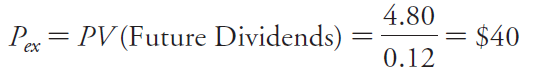 P_ex = PV(Future Dividends) = 4.80 / 0.12 = $40